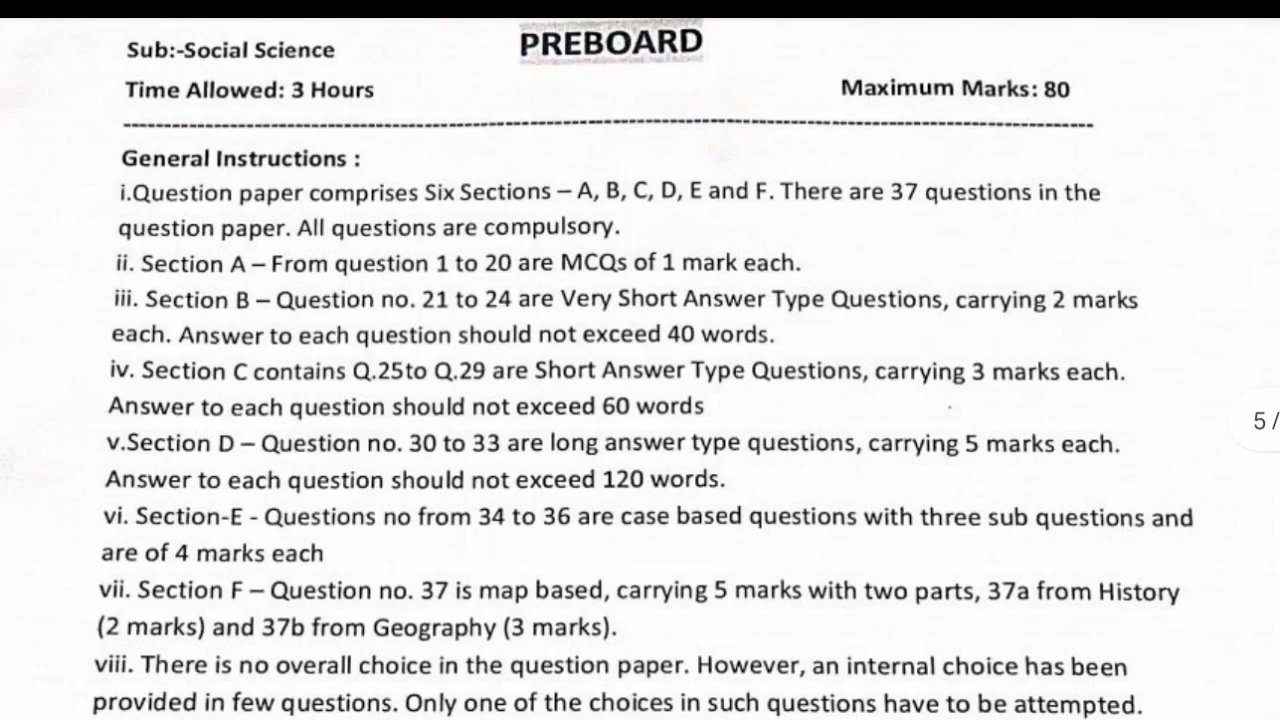 PREBOARD
Sub:-Social Science
Time Allowed: 3 Hours
Maximum Marks: 80
General Instructions :
i.Question paper comprises Six Sections – A, B, C, D, E and F. There are 37 questions in the
question paper. All questions are compulsory.
ii. Section A – From question 1 to 20 are MCQs of 1 mark each.
iii. Section B – Question no. 21 to 24 are Very Short Answer Type Questions, carrying 2 marks
each. Answer to each question should not exceed 40 words.
iv. Section C contains Q.25to Q.29 are Short Answer Type Questions, carrying 3 marks each.
Answer to each question should not exceed 60 words
v.Section D – Question no. 30 to 33 are long answer type questions, carrying 5 marks each.
Answer to each question should not exceed 120 words.
vi. Section-E - Questions no from 34 to 36 are case based questions with three sub questions and
are of 4 marks each
vii. Section F – Question no. 37 is map based, carrying 5 marks with two parts, 37a from History
(2 marks) and 37b from Geography (3 marks).
viii. There is no overall choice in the question paper. However, an internal choice has been
provided in few questions. Only one of the choices in such questions have to be attempted.
5 /